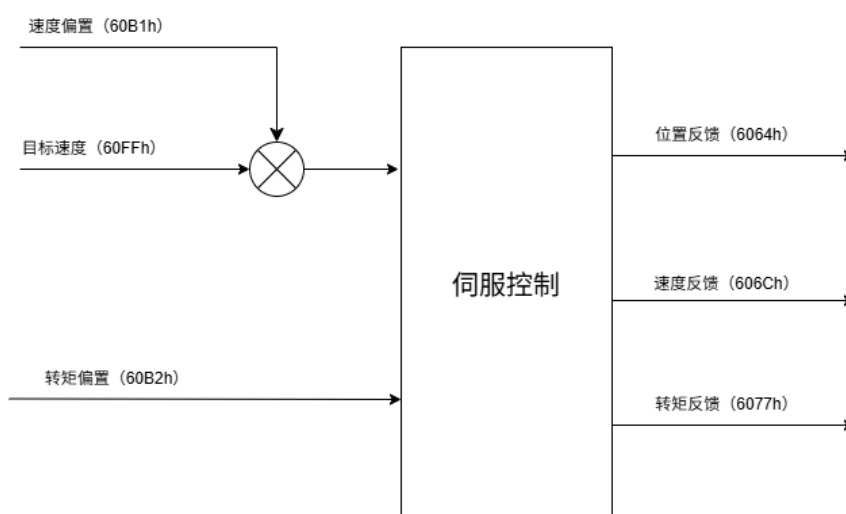 速度偏置（60B1h）
目标速度（60FFh）
转矩偏置（60B2h）
伺服控制
位置反馈（6064h）
速度反馈（606Ch）
转矩反馈（6077h）